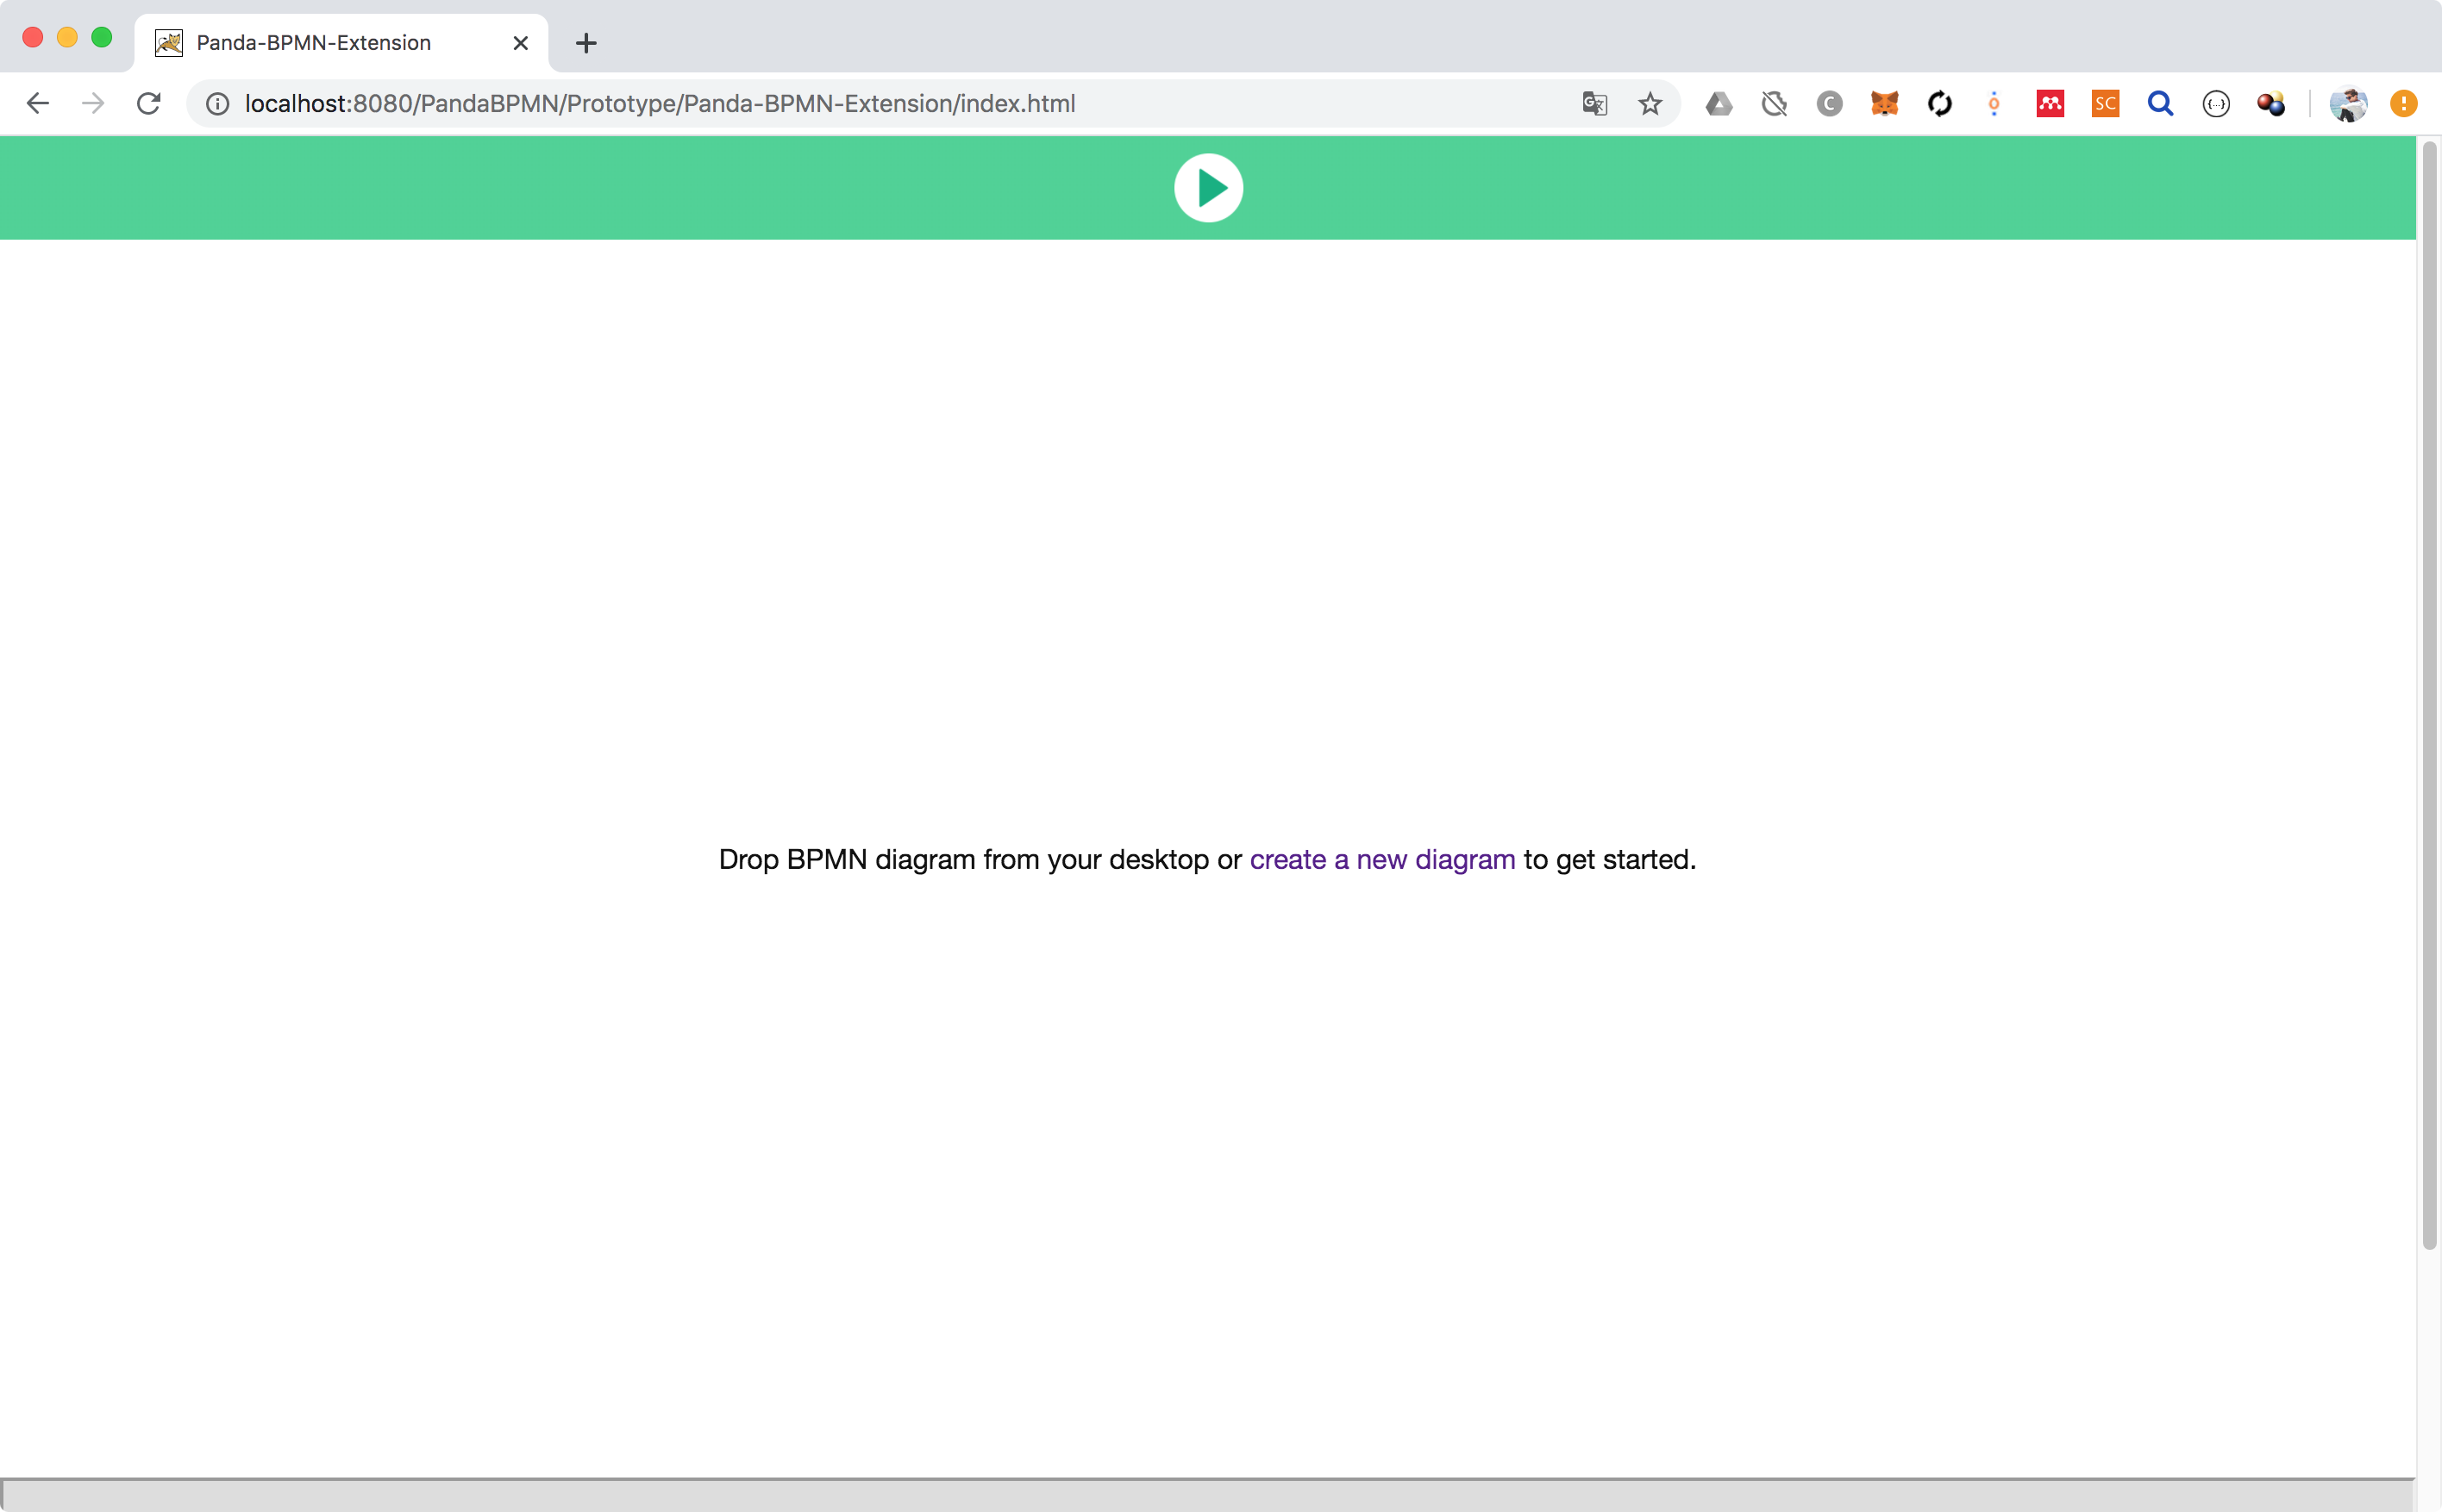 Panda-BPMN-Extension
localhost:8080/PandaBPMN/Prototype/Panda-BPMN-Extension/index.html
C
SC
{...}
Drop BPMN diagram from your desktop or create a new diagram to get started.